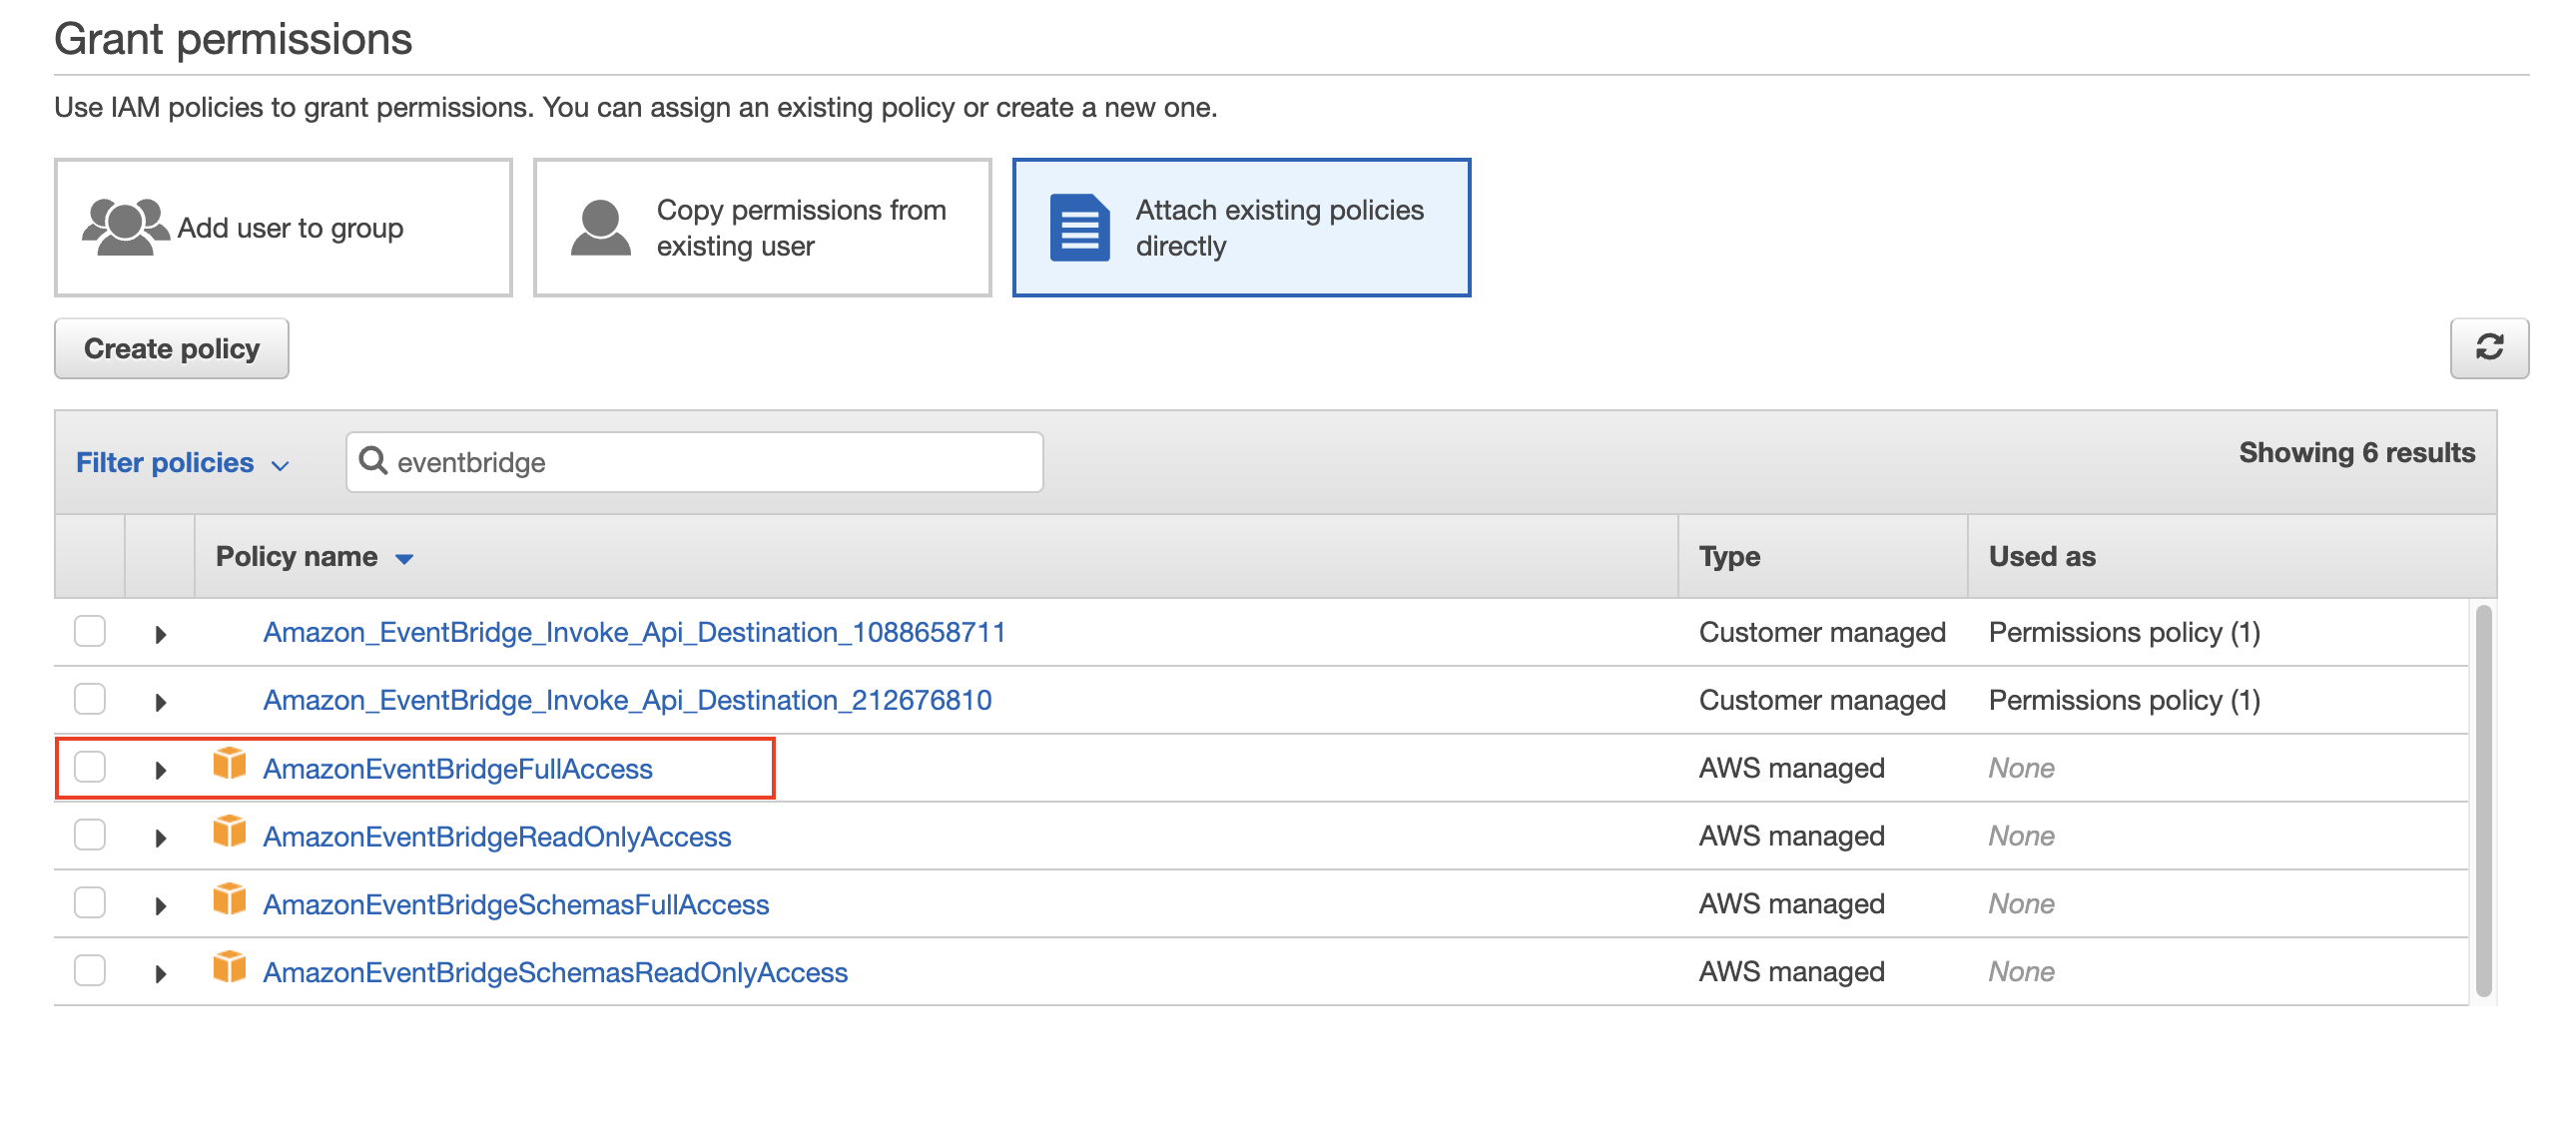 Grant permissions
Use IAM policies to grant permissions. You can assign an existing policy or create a new one.
Add user to group
Copy permissions from
existing user
Attach existing policies
directly
Create policy
Filter policies
eventbridge
Showing 6 results
Policy name
Type
Used as
Amazon_EventBridge_Invoke_Api_Destination_1088658711
Customer managed
Permissions policy (1)
Amazon_EventBridge_Invoke_Api_Destination_212676810
Customer managed
Permissions policy (1)
AmazonEventBridgeFullAccess
AWS managed
None
AmazonEventBridgeReadOnlyAccess
AWS managed
None
AmazonEventBridgeSchemasFullAccess
AWS managed
None
AmazonEventBridgeSchemasReadOnlyAccess
AWS managed
None